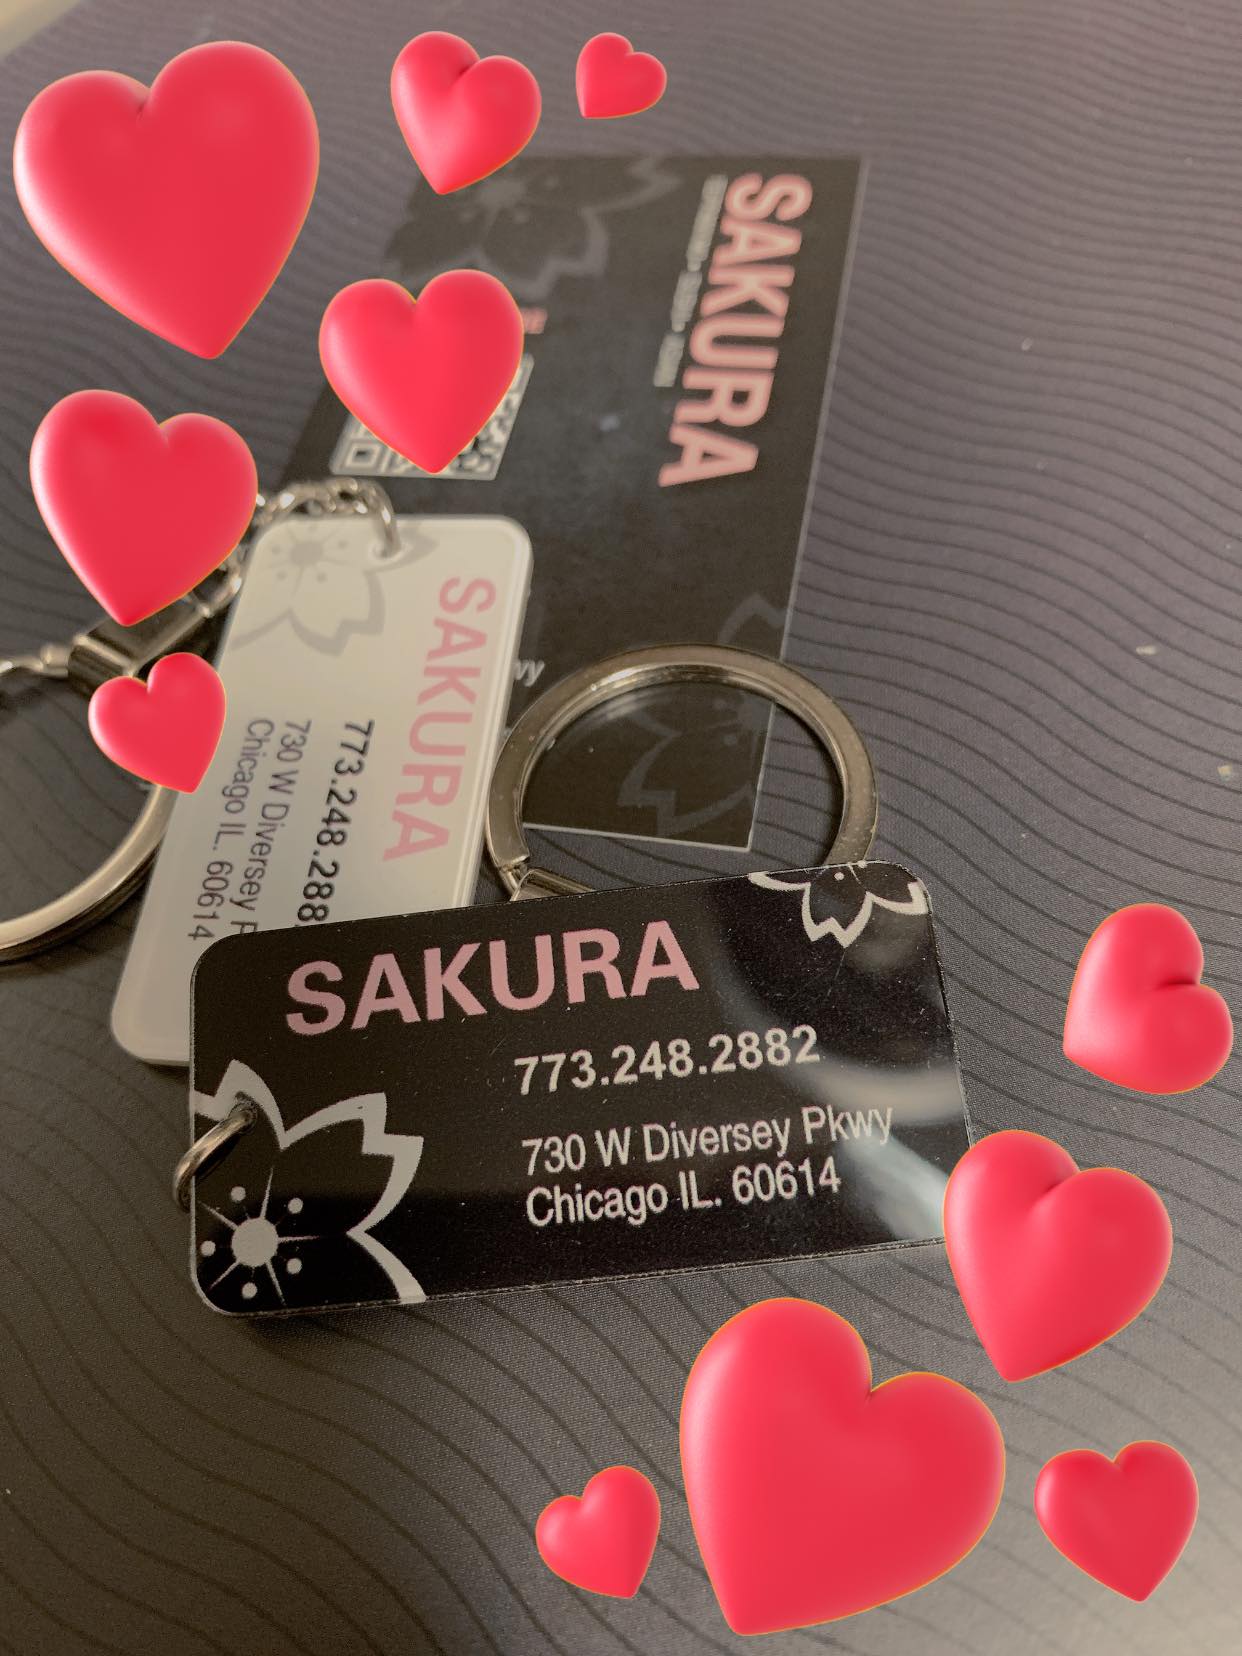 SAKURA
SAKURA
773.248.288
730 W Diversey P
Chicago IL. 60614
SAKURA
773.248.2882
730 W Diversey Pkwy
Chicago IL. 60614